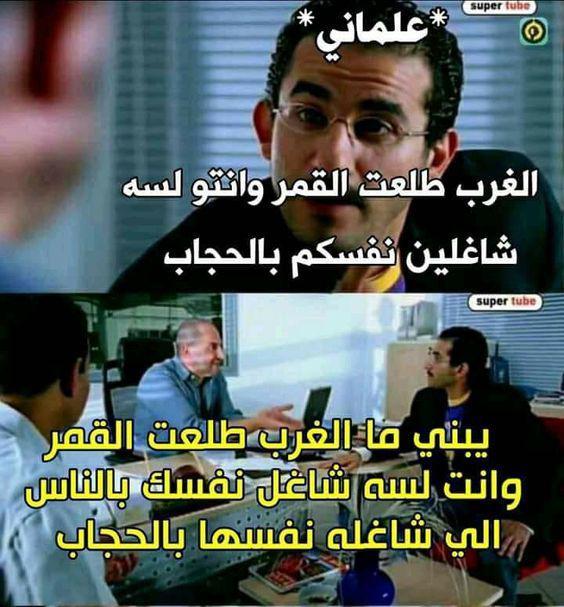 super tube
*علماني*
الغرب طلعت القمر وانتو لسه
شاغلين نفسكم بالحجاب
super tube
يبني ما الغرب طلعت القمر
وانت لسه شاغل نفسك بالناس
الي شاغله نفسها بالحجاب